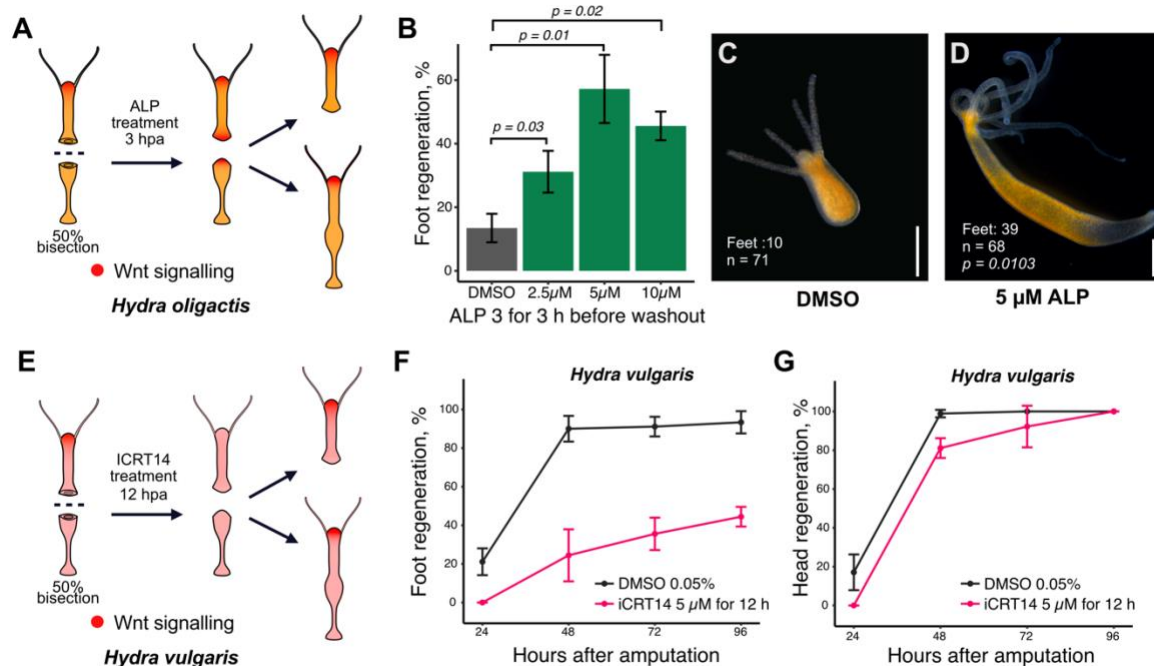 A
ALP
treatment
3 hpa
50%
bisection
Wnt signalling
Hydra oligactis
B
Foot regeneration, %
60
40
20
0
p = 0.02
p = 0.01
p = 0.03
DMSO 2.5µM 5µM 10µM
ALP 3 for 3 h before washout
C
Feet :10
n = 71
DMSO
D
Feet: 39
n = 68
p = 0.0103
5 µM ALP
E
ICRT14
treatment
12 hpa
50%
bisection
Wnt signalling
Hydra vulgaris
F
Hydra vulgaris
Foot regeneration, %
100
80
60
40
20
0
DMSO 0.05%
iCRT14 5 µM for 12 h
24 48 72 96
Hours after amputation
G
Hydra vulgaris
Head regeneration, %
100
80
60
40
20
0
DMSO 0.05%
iCRT14 5 µM for 12 h
24 48 72 96
Hours after amputation